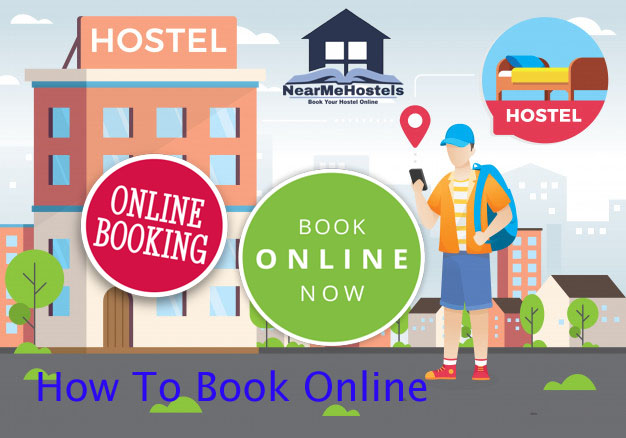 HOSTEL
NearMeHostels
Book Your Hostel Online
HOSTEL
ONLINE
BOOKING
BOOK
ONLINE
NOW
How To Book Online